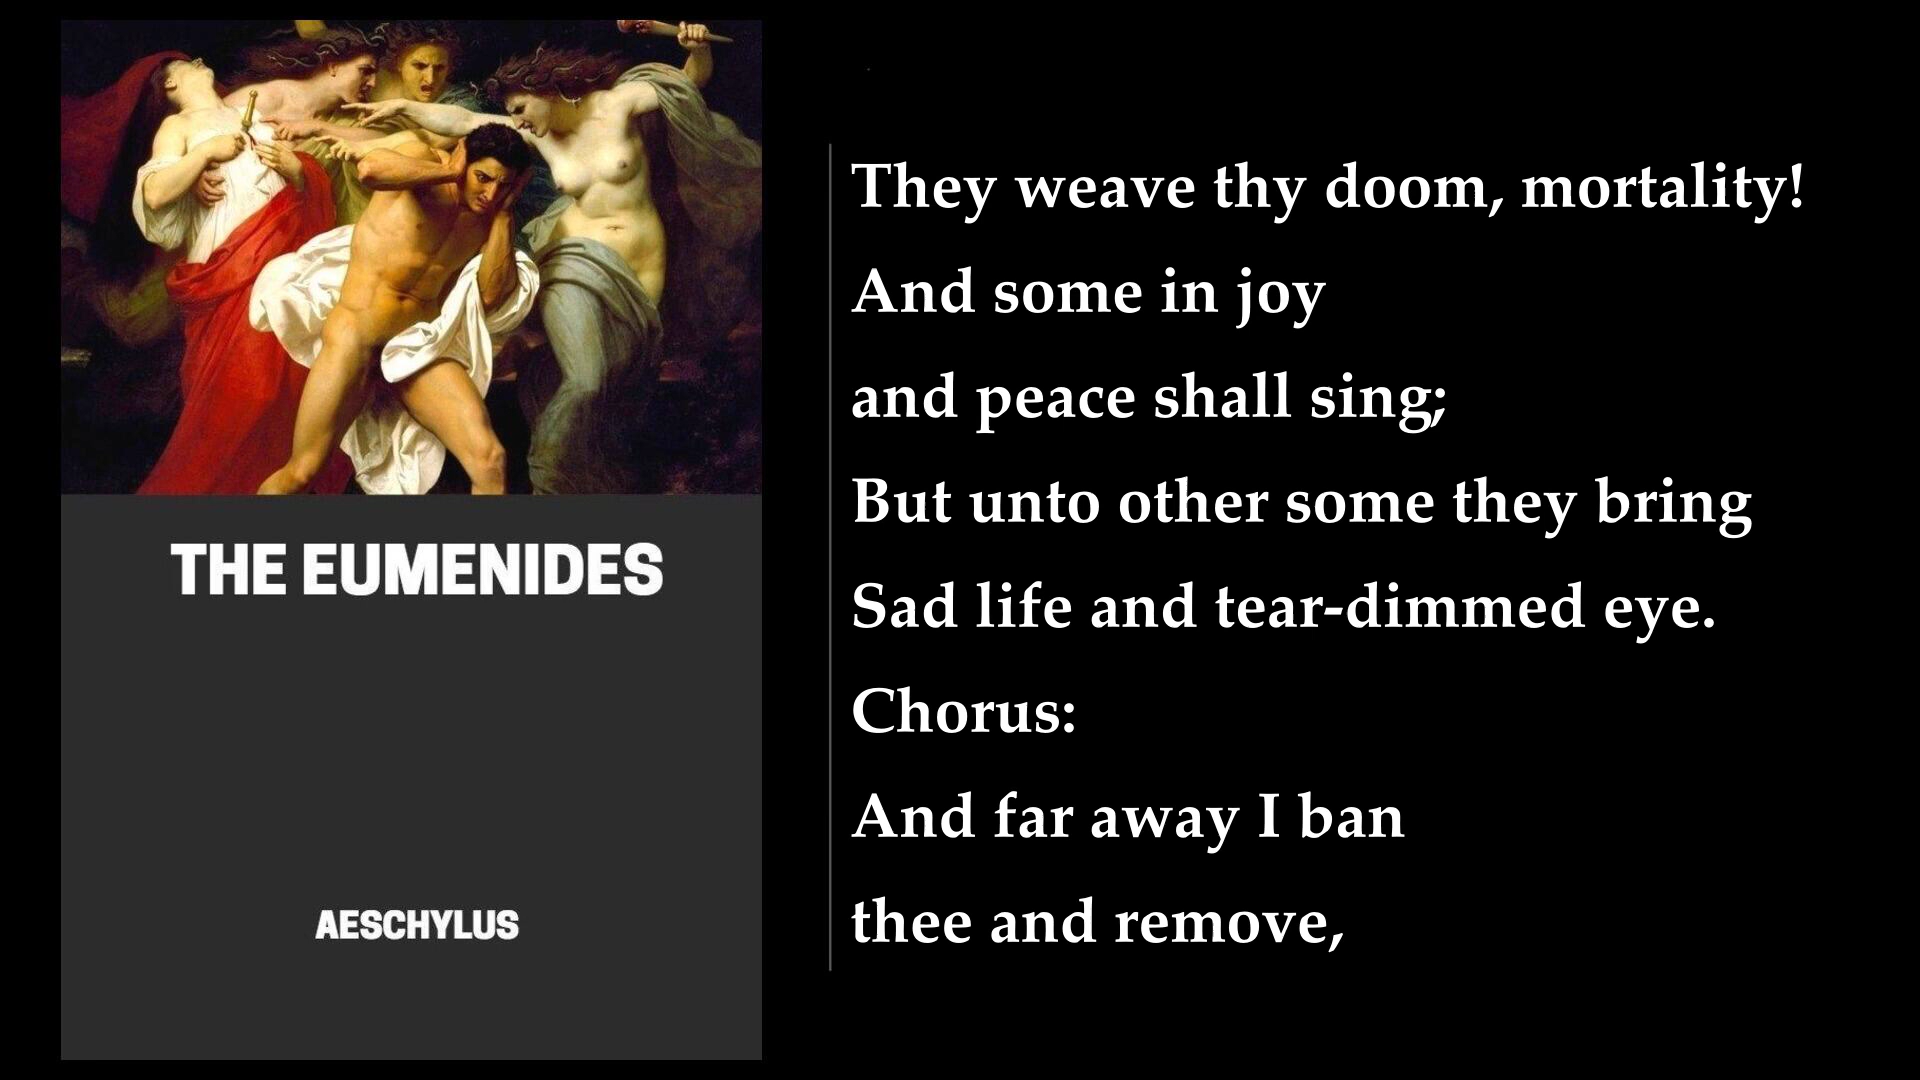 THE EUMENIDES
AESCHYLUS
They weave thy doom, mortality!
And some in joy
and peace shall sing;
But unto other some they bring
Sad life and tear-dimmed eye.
Chorus:
And far away I ban
thee and remove,